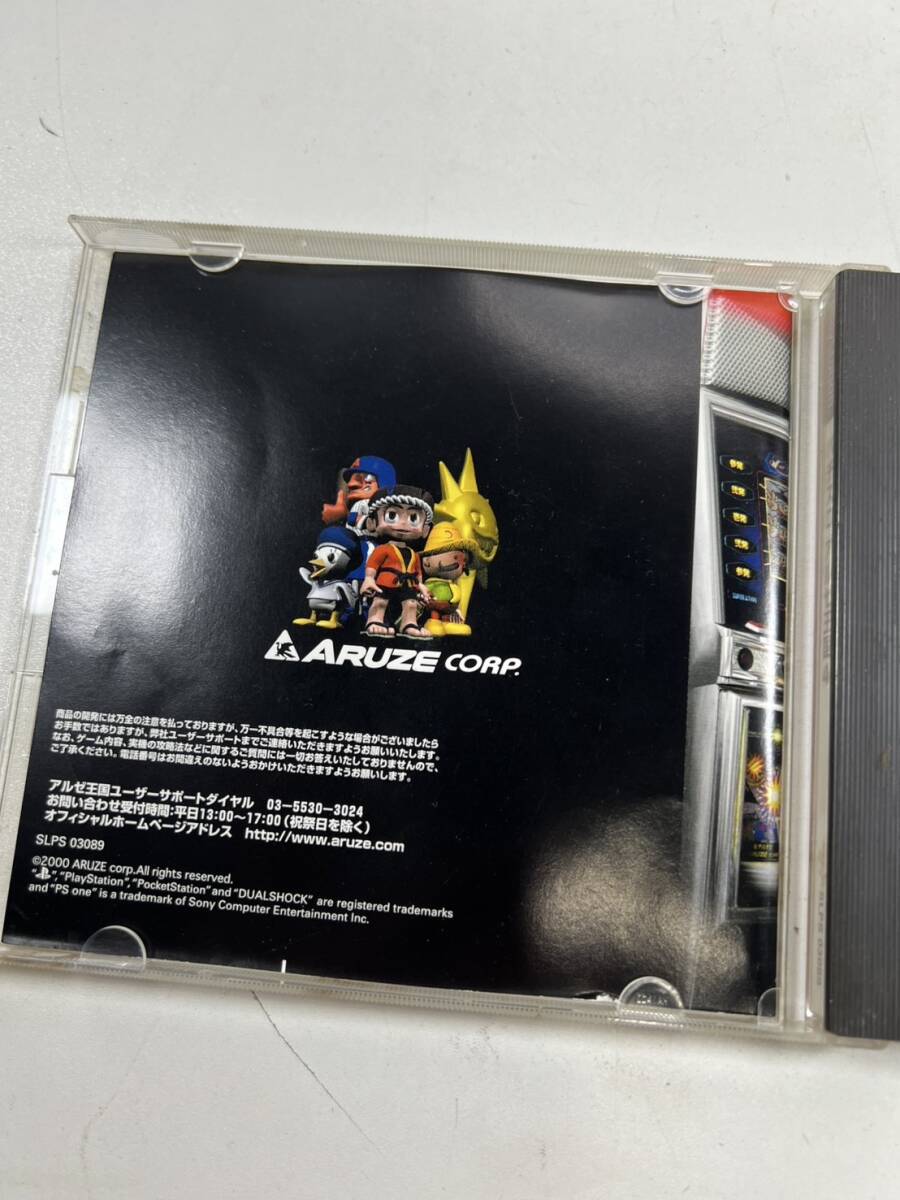 ARUZE CORP.
商品の開発には万全の注意を払っておりますが、万一不具合等を起こすような場合がございましたら
お手数ではありますが、弊社ユーザーサポートまでご連絡いただきますようお願いいたします。
なお、ゲーム内容、実機の攻略法などに関するご質問には一切お答えいたしておりませんので、
ご了承ください。電話番号はお間違えのないようおかけいただきますようお願いします。
アルゼ王国ユーザーサポートダイヤル 03-5530-3024
お問い合わせ受付時間:平日13:00~17:00(祝祭日を除く)
オフィシャルホームページアドレス http://www.aruze.com
SLPS 03089
©2000 ARUZE corp.All rights reserved.
" ", "PlayStation", "PocketStation" and "DUALSHOCK" are registered trademarks
and "PS one" is a trademark of Sony Computer Entertainment Inc.